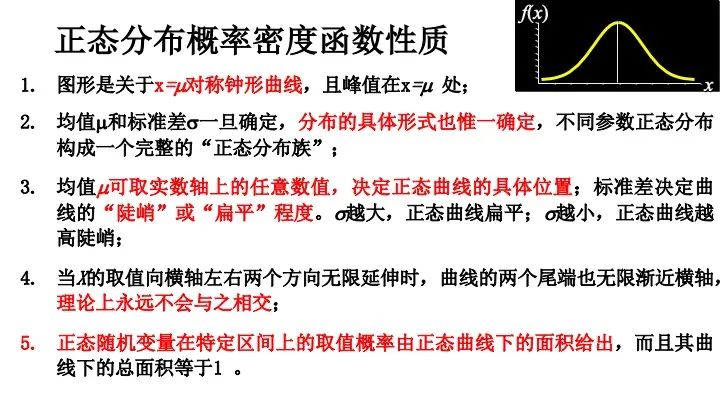 正态分布概率密度函数性质
f(x)
x
1. 图形是关于x=μ对称钟形曲线，且峰值在x=μ 处；
2. 均值μ和标准差σ一旦确定，分布的具体形式也惟一确定，不同参数正态分布
构成一个完整的“正态分布族”；
3. 均值μ可取实数轴上的任意数值，决定正态曲线的具体位置；标准差决定曲
线的“陡峭”或“扁平”程度。σ越大，正态曲线扁平；σ越小，正态曲线越
高陡峭；
4. 当X的取值向横轴左右两个方向无限延伸时，曲线的两个尾端也无限渐近横轴，
理论上永远不会与之相交；
5. 正态随机变量在特定区间上的取值概率由正态曲线下的面积给出，而且其曲
线下的总面积等于1 。